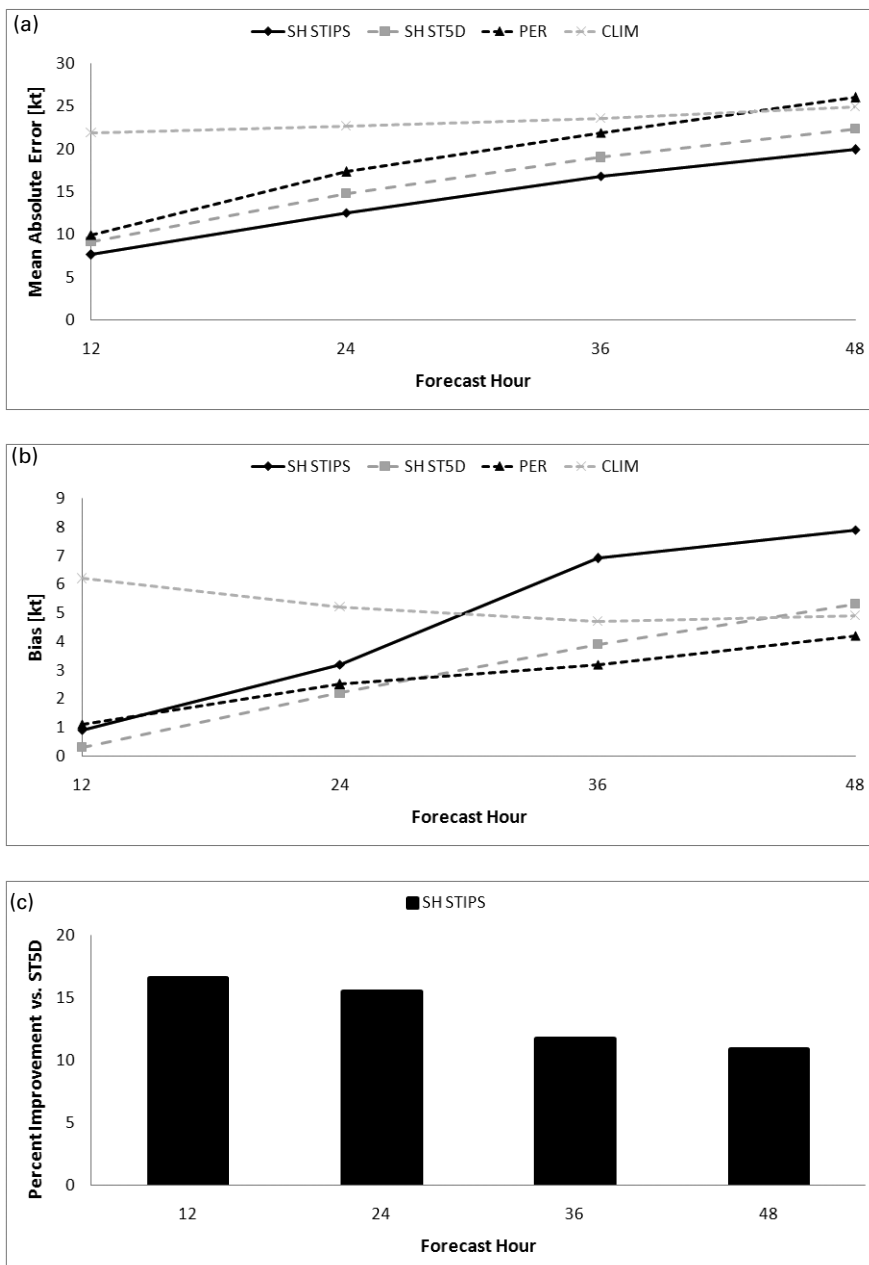 (a)
SH STIPS SH ST5D PER CLIM
30
25
20
15
10
5
0
Mean Absolute Error [kt]
12 24 36 48
Forecast Hour
(b)
SH STIPS SH ST5D PER CLIM
9
8
7
6
5
4
3
2
1
0
Bias [kt]
12 24 36 48
Forecast Hour
(c)
SH STIPS
20
15
10
5
0
Percent Improvement vs. ST5D
12 24 36 48
Forecast Hour